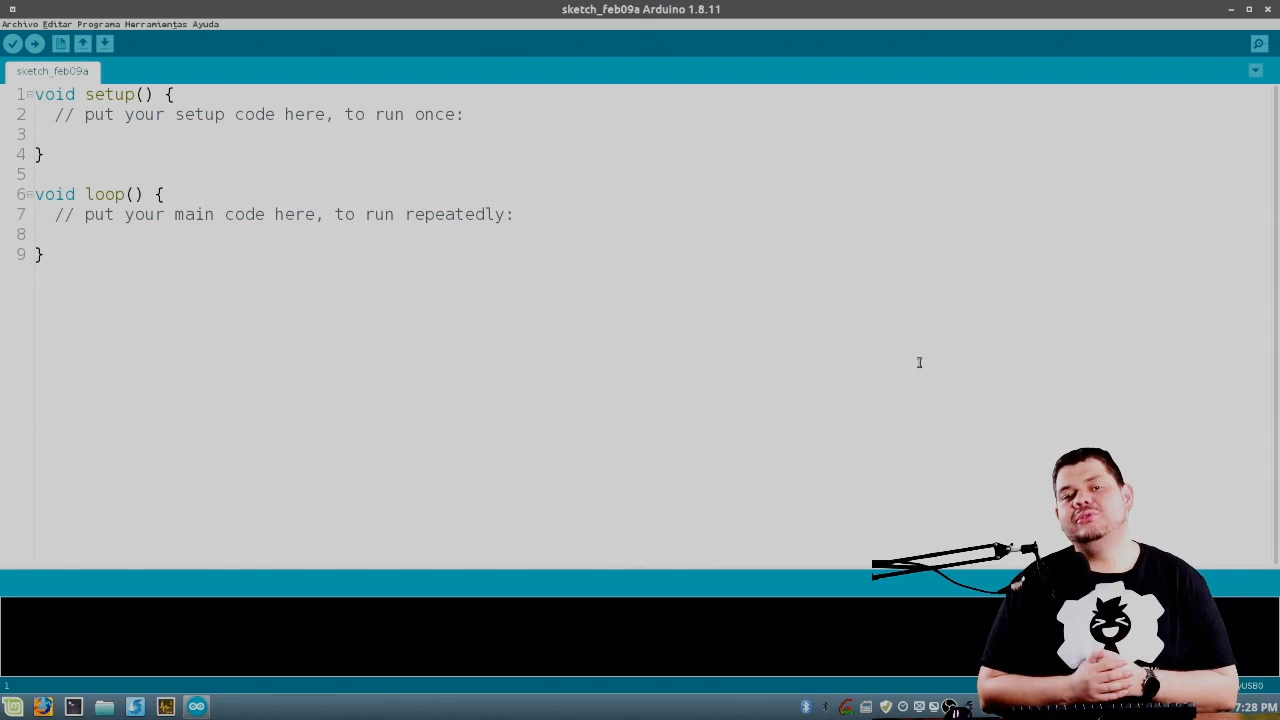 sketch_feb09a Arduino 1.8.11
Archivo Editar Programa Herramientas Ayuda
sketch_feb09a
1 void setup() {
2 // put your setup code here, to run once:
3
4 }
5
6 void loop() {
7 // put your main code here, to run repeatedly:
8
9 }
1
/USB0
7:28 PM